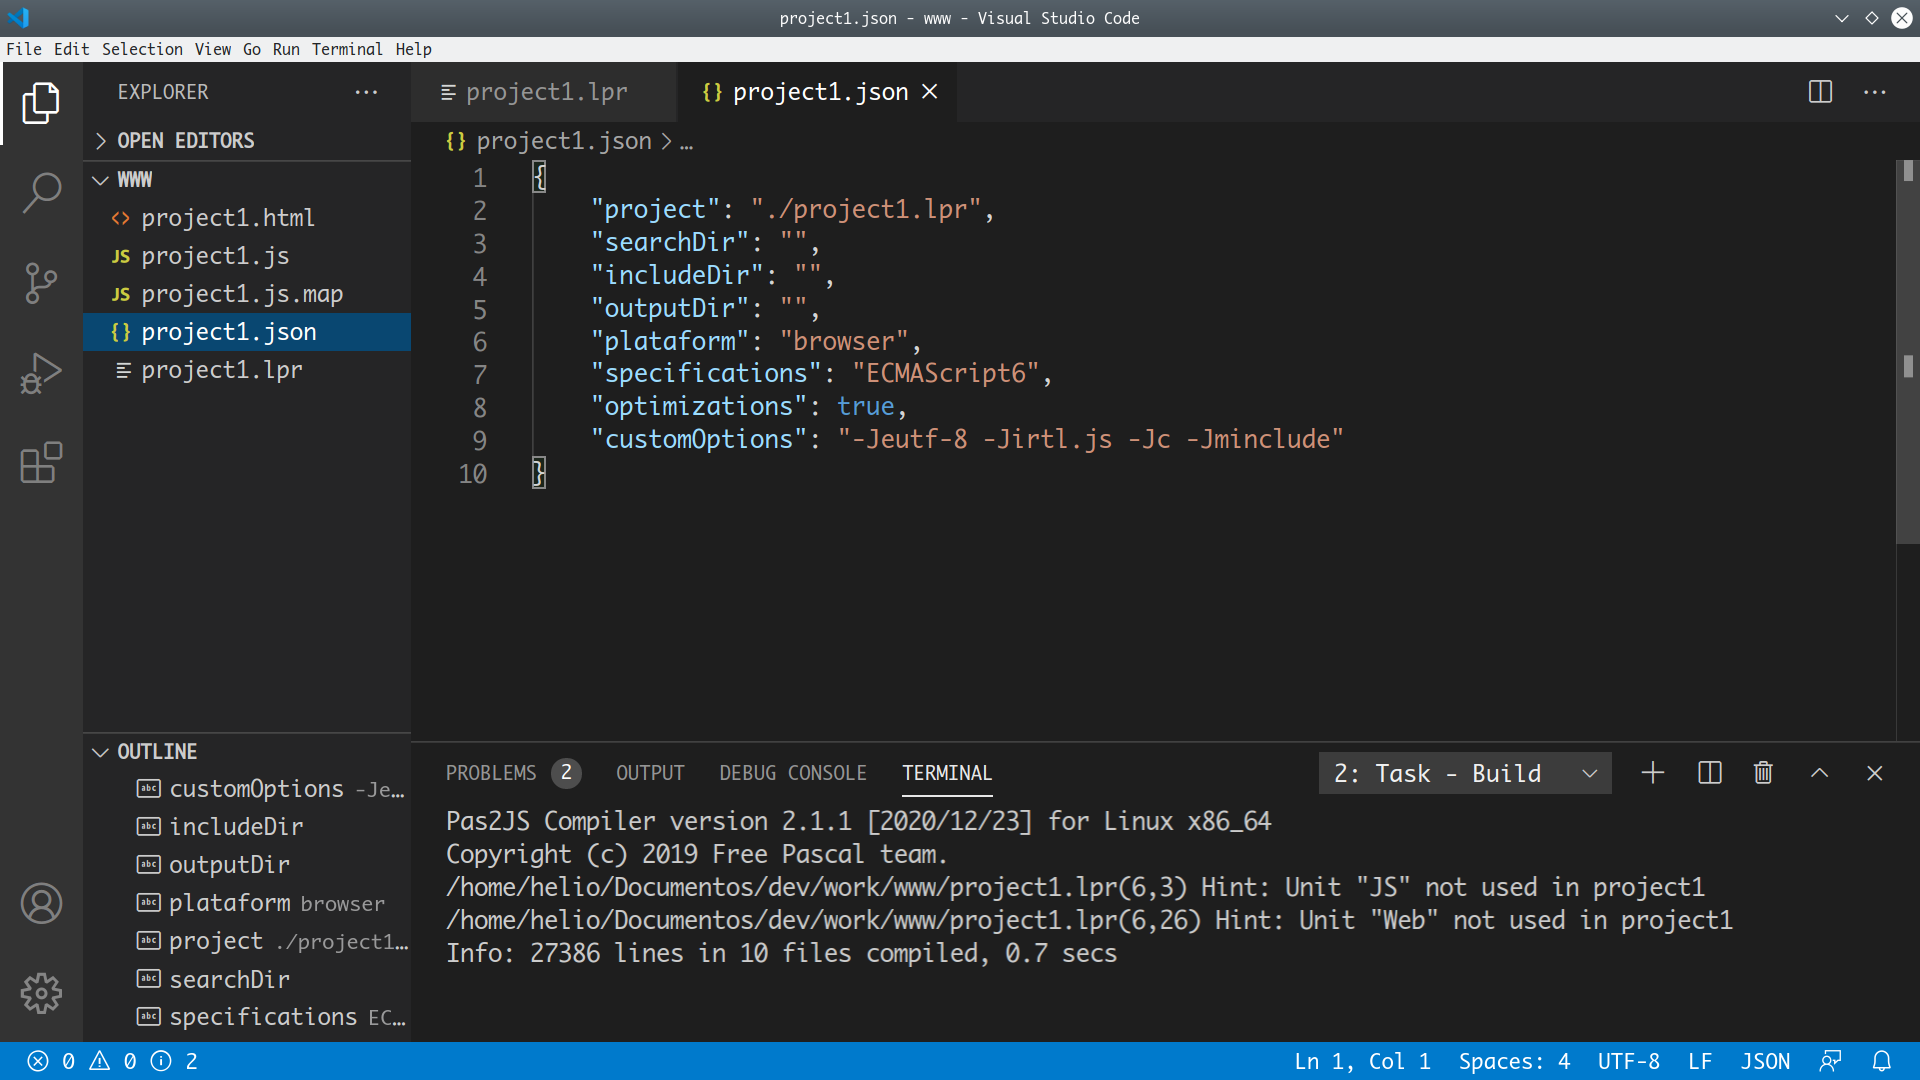 project1.json - www - Visual Studio Code
File Edit Selection View Go Run Terminal Help
EXPLORER
OPEN EDITORS
WWW
project1.html
JS project1.js
JS project1.js.map
{} project1.json
project1.lpr
OUTLINE
abc customOptions -Je...
abc includeDir
abc outputDir
abc plataform browser
abc project ./project1...
abc searchDir
abc specifications EC...
project1.lpr
{} project1.json
{} project1.json > ...
1 {
2 "project": "./project1.lpr",
3 "searchDir": "",
4 "includeDir": "",
5 "outputDir": "",
6 "plataform": "browser",
7 "specifications": "ECMAScript6",
8 "optimizations": true,
9 "customOptions": "-Jeutf-8 -Jirtl.js -Jc -Jminclude"
10 }
PROBLEMS 2 OUTPUT DEBUG CONSOLE TERMINAL 2: Task - Build
Pas2JS Compiler version 2.1.1 [2020/12/23] for Linux x86_64
Copyright (c) 2019 Free Pascal team.
/home/helio/Documentos/dev/work/www/project1.lpr(6,3) Hint: Unit "JS" not used in project1
/home/helio/Documentos/dev/work/www/project1.lpr(6,26) Hint: Unit "Web" not used in project1
Info: 27386 lines in 10 files compiled, 0.7 secs
0 0 2 Ln 1, Col 1 Spaces: 4 UTF-8 LF JSON